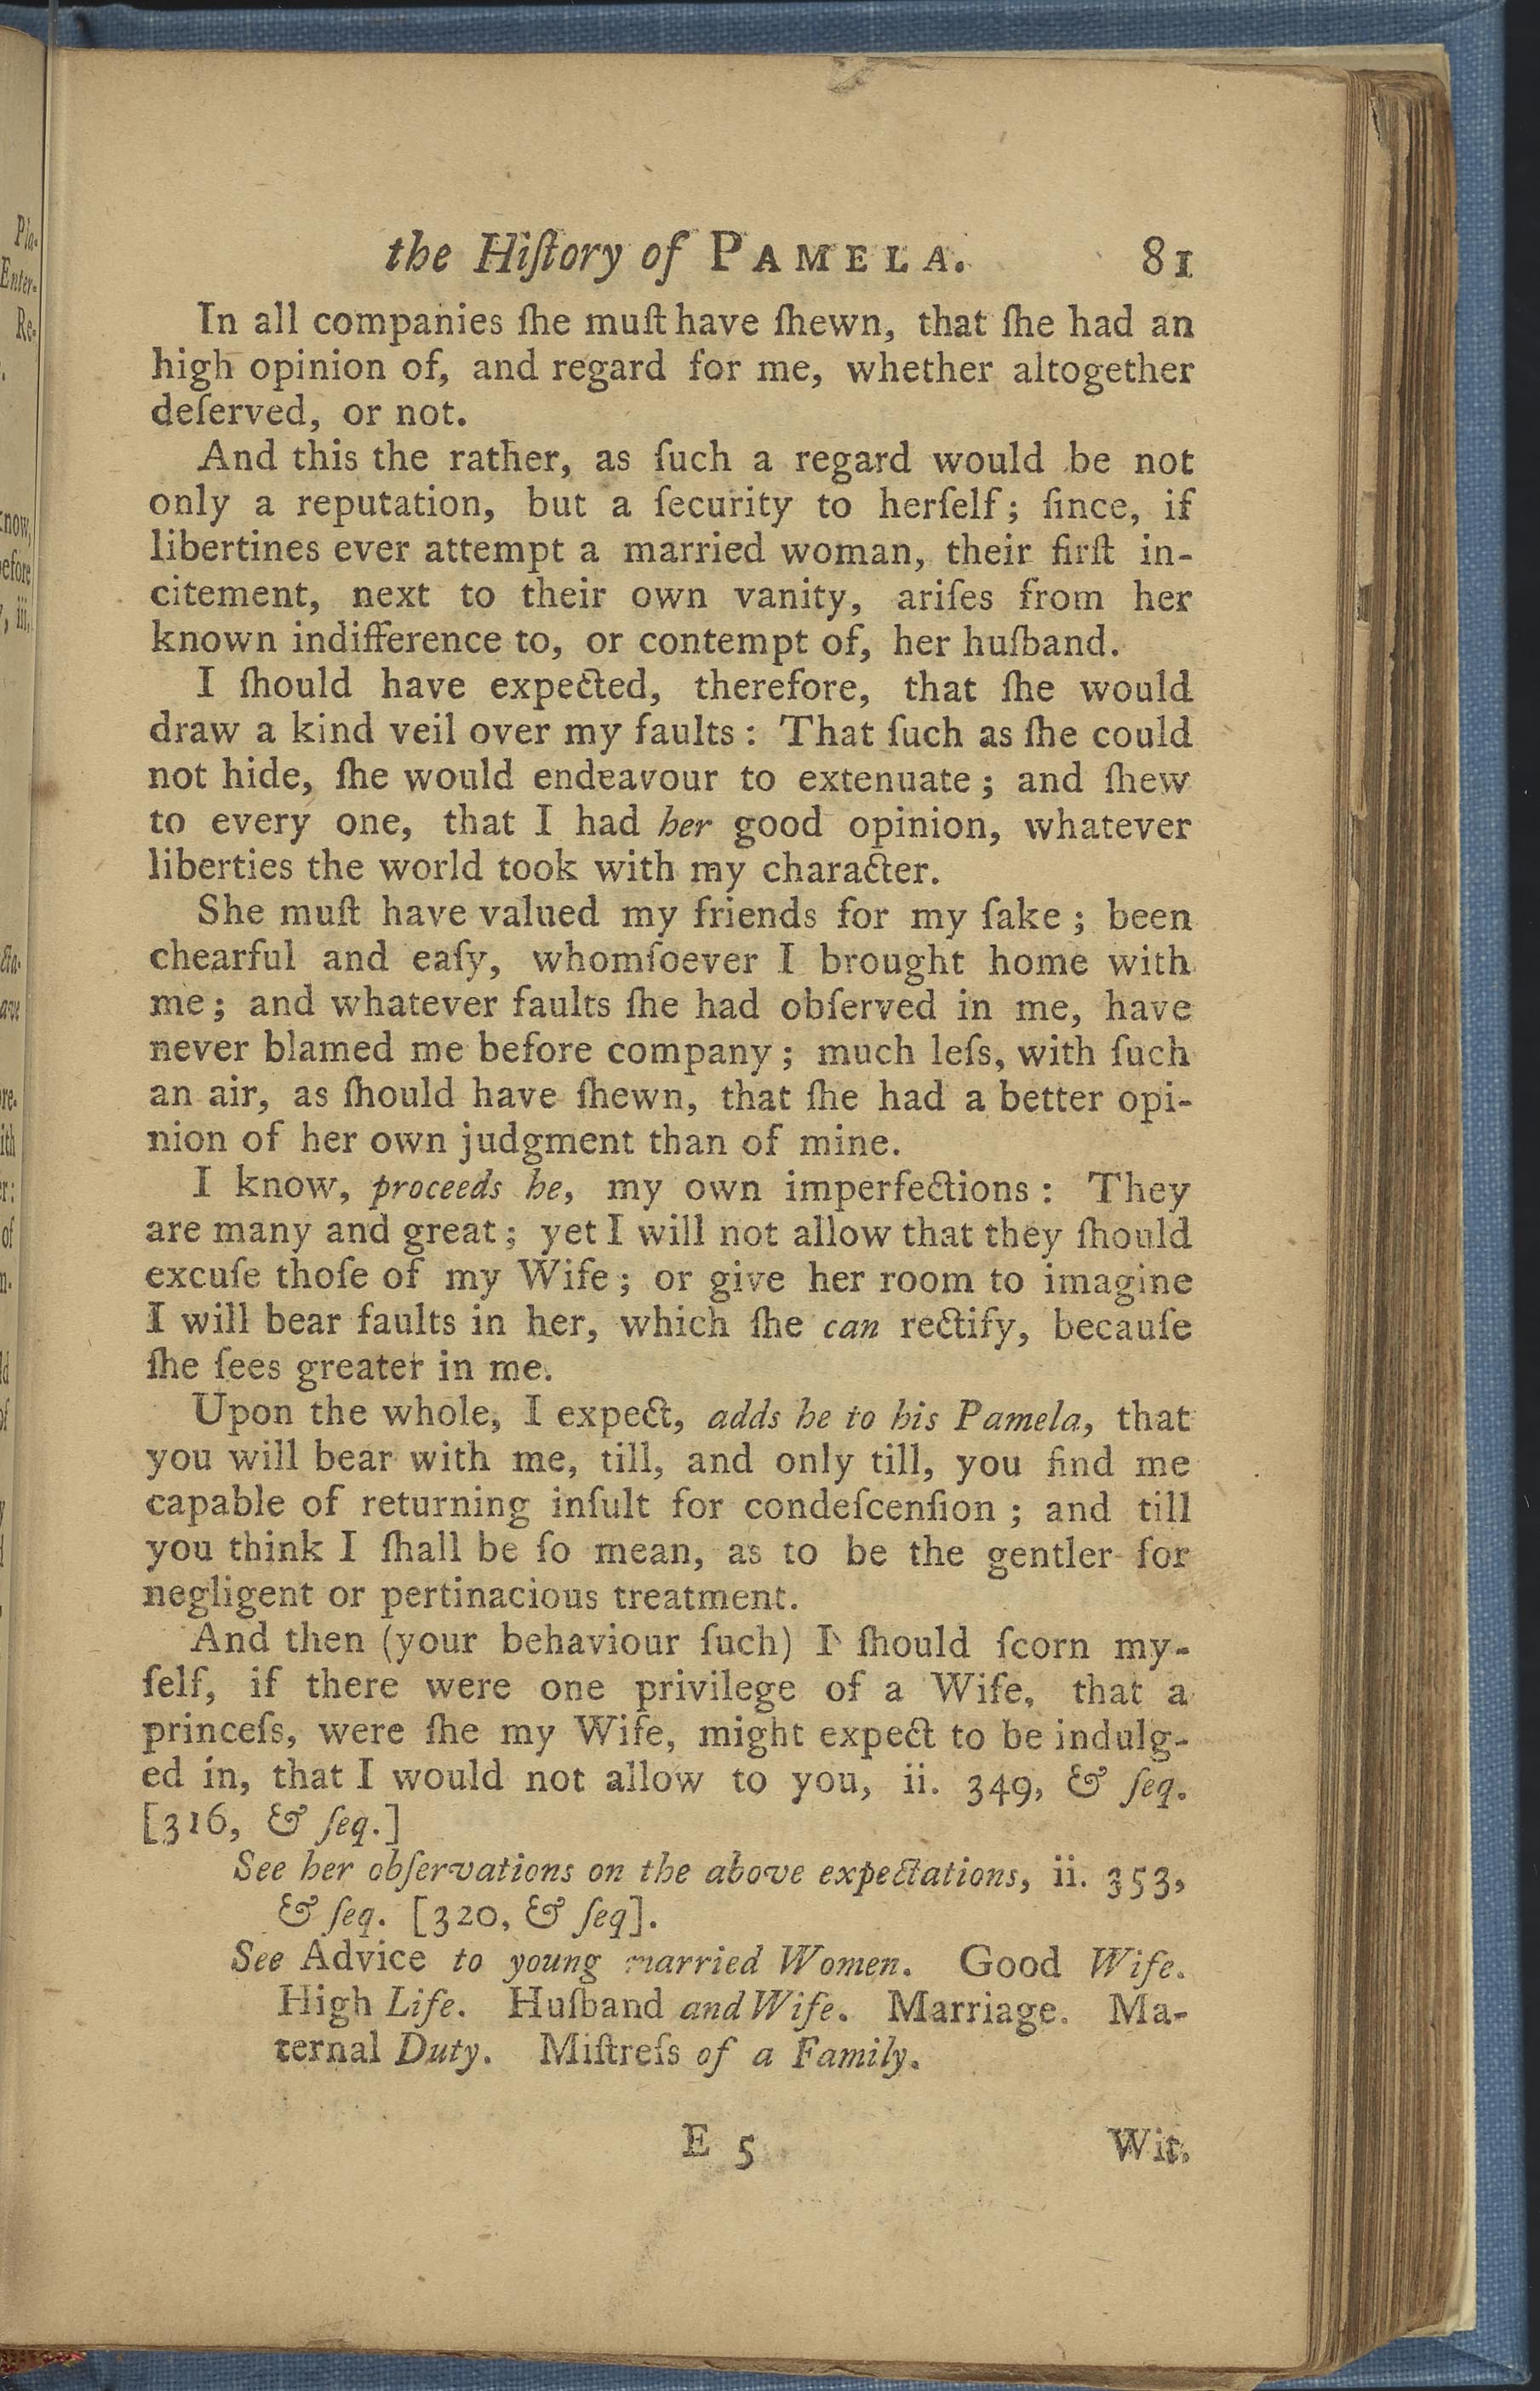 the Hiſtory of PAMELA. 81
In all companies ſhe muſt have ſhewn, that ſhe had an
high opinion of, and regard for me, whether altogether
deſerved, or not.
And this the rather, as ſuch a regard would be not
only a reputation, but a ſecurity to herſelf; ſince, if
libertines ever attempt a married woman, their firſt in-
citement, next to their own vanity, ariſes from her
known indifference to, or contempt of, her huſband.
I ſhould have expected, therefore, that ſhe would
draw a kind veil over my faults: That ſuch as ſhe could
not hide, ſhe would endeavour to extenuate; and ſhew
to every one, that I had her good opinion, whatever
liberties the world took with my character.
She muſt have valued my friends for my ſake; been
chearful and eaſy, whomſoever I brought home with
me; and whatever faults ſhe had obſerved in me, have
never blamed me before company; much leſs, with ſuch
an air, as ſhould have ſhewn, that ſhe had a better opi-
nion of her own judgment than of mine.
I know, proceeds he, my own imperfections: They
are many and great; yet I will not allow that they ſhould
excuſe thoſe of my Wife; or give her room to imagine
I will bear faults in her, which ſhe can rectify, becauſe
ſhe ſees greater in me.
Upon the whole, I expect, adds he to his Pamela, that
you will bear with me, till, and only till, you find me
capable of returning inſult for condeſcenſion; and till
you think I ſhall be ſo mean, as to be the gentler for
negligent or pertinacious treatment.
And then (your behaviour ſuch) I ſhould ſcorn my-
ſelf, if there were one privilege of a Wife, that a
princeſs, were ſhe my Wife, might expect to be indulg-
ed in, that I would not allow to you, ii. 349, & ſeq.
[316, & ſeq.]
See her obſervations on the above expectations, ii. 353,
& ſeq. [320, & ſeq].
See Advice to young married Women. Good Wife.
High Life. Huſband and Wife. Marriage. Ma-
ternal Duty. Miſtreſs of a Family.
E 5 Wit.